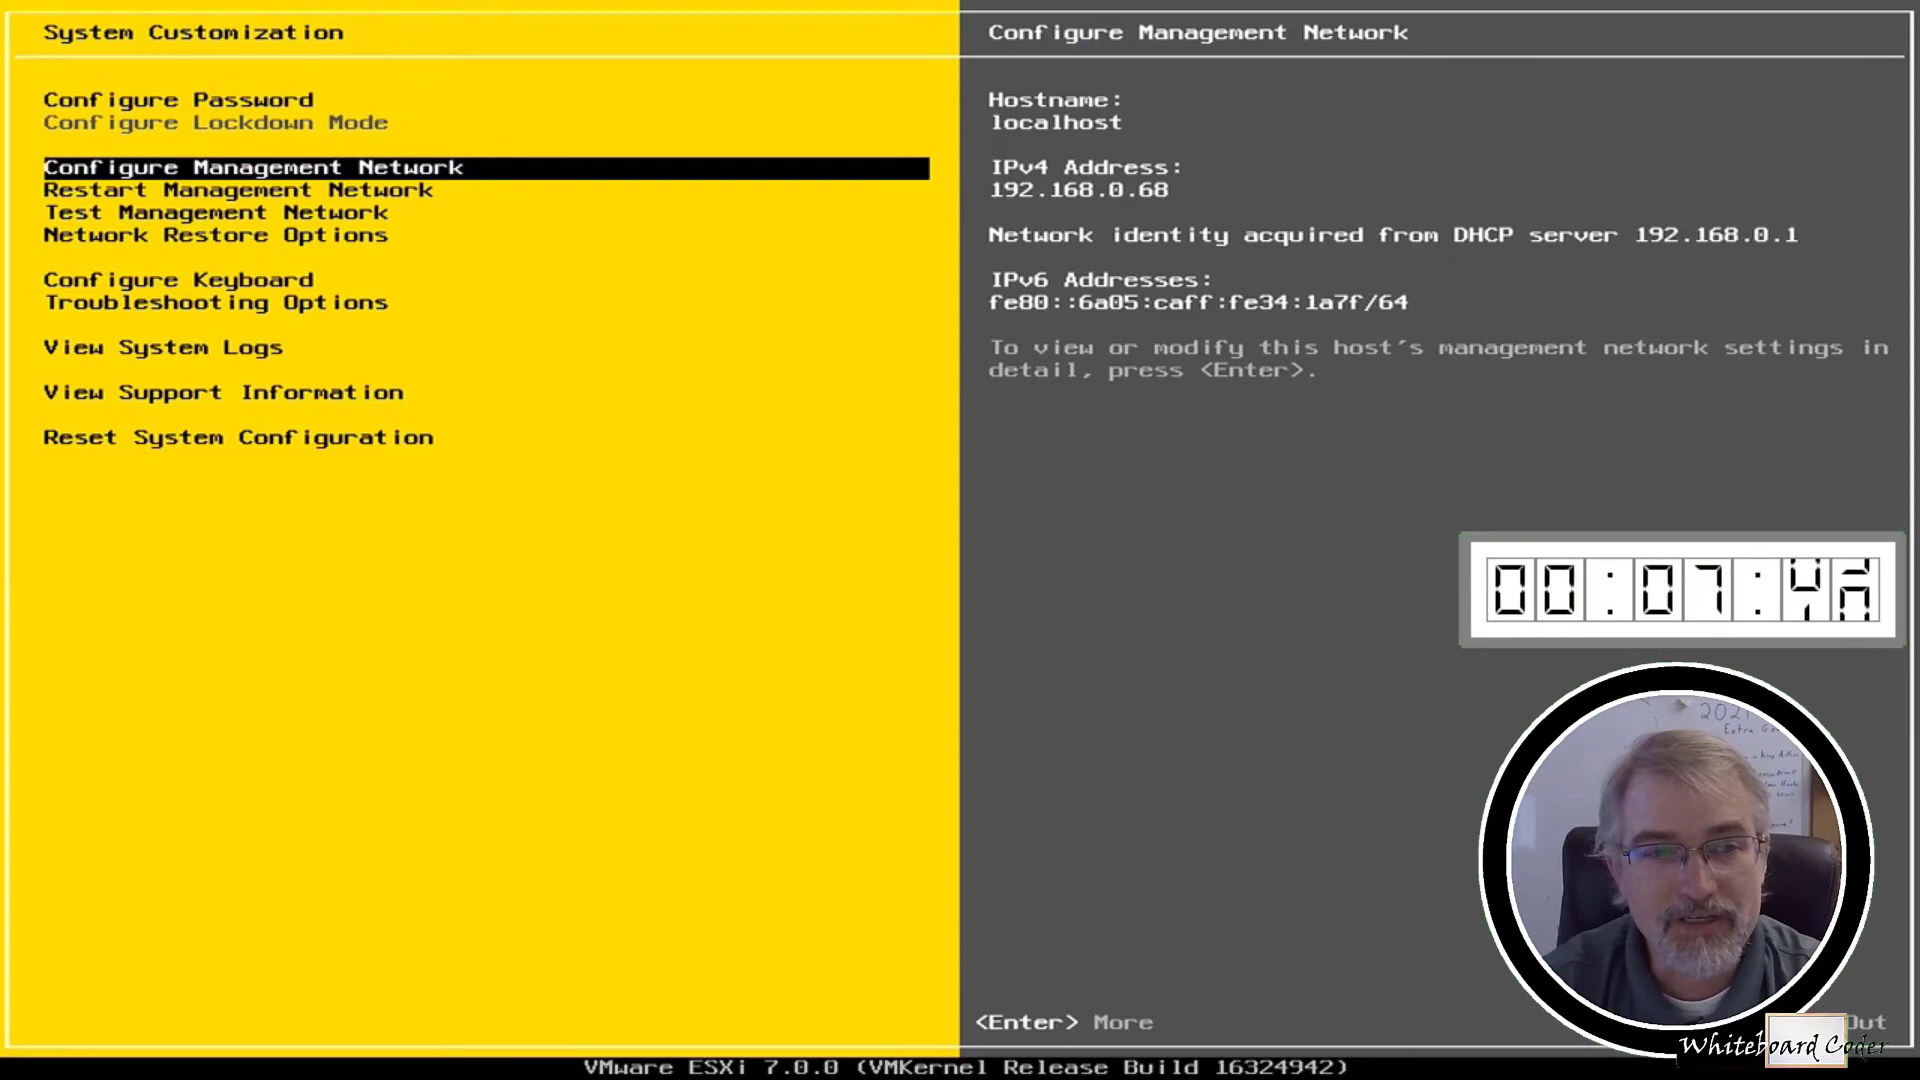 System Customization
Configure Password
Configure Lockdown Mode
Configure Management Network
Restart Management Network
Test Management Network
Network Restore Options
Configure Keyboard
Troubleshooting Options
View System Logs
View Support Information
Reset System Configuration
Configure Management Network
Hostname:
localhost
IPv4 Address:
192.168.0.68
Network identity acquired from DHCP server 192.168.0.1
IPv6 Addresses:
fe80::6a05:caff:fe34:1a7f/64
To view or modify this host's management network settings in
detail, press <Enter>.
00:07:
2021
Extra
<Enter> More
Out
Whiteboard Coder
VMware ESXi 7.0.0 (VMKernel Release Build 16324942)